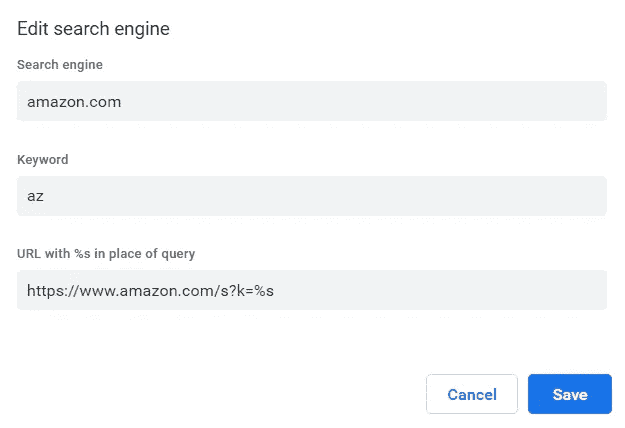 Edit search engine
Search engine
amazon.com
Keyword
az
URL with %s in place of query
https://www.amazon.com/s?k=%s
Cancel Save